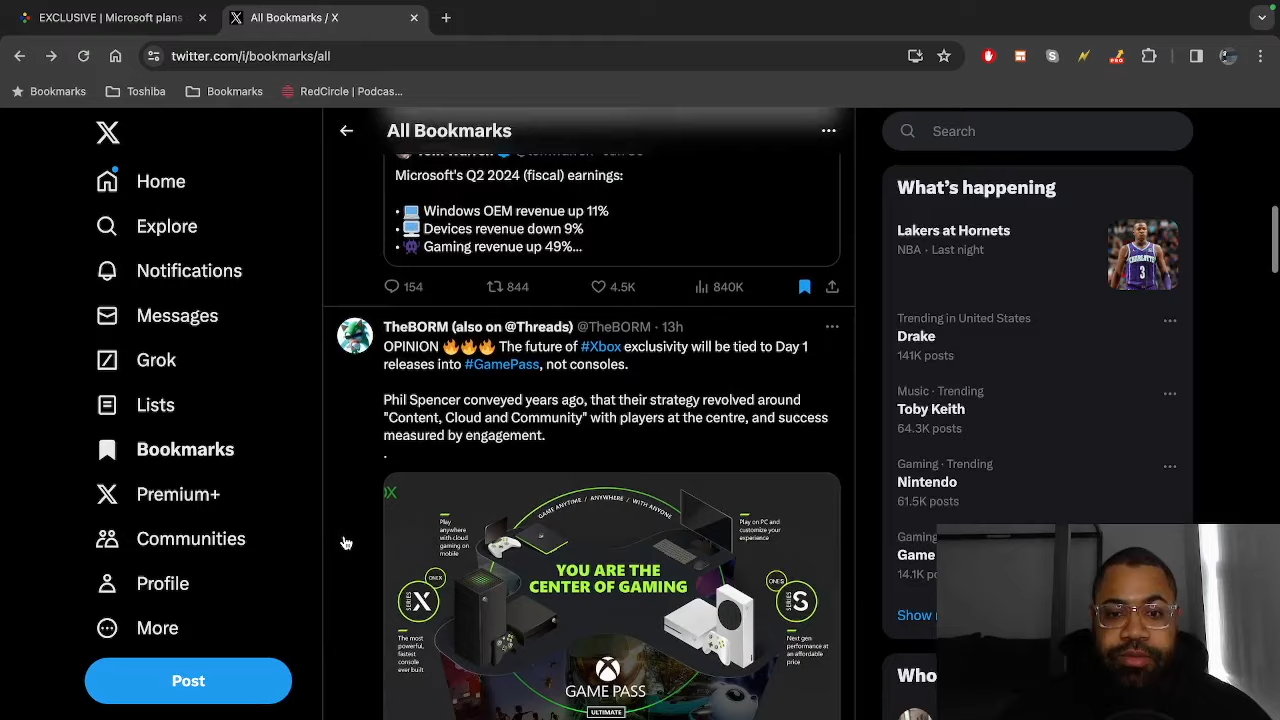 EXCLUSIVE | Microsoft plans
All Bookmarks / X
twitter.com/i/bookmarks/all
Bookmarks
Toshiba
Bookmarks
RedCircle | Podcas...
Home
Explore
Notifications
Messages
Grok
Lists
Bookmarks
Premium+
Communities
Profile
More
Post
All Bookmarks
Microsoft's Q2 2024 (fiscal) earnings:
• Windows OEM revenue up 11%
• Devices revenue down 9%
• Gaming revenue up 49%...
154
844
4.5K
840K
TheBORM (also on @Threads) @TheBORM · 13h
OPINION 🔥🔥🔥 The future of #Xbox exclusivity will be tied to Day 1
releases into #GamePass, not consoles.
Phil Spencer conveyed years ago, that their strategy revolved around
"Content, Cloud and Community" with players at the centre, and success
measured by engagement.
.
GAME ANYTIME / ANYWHERE / WITH ANYONE
Play
anywhere
with cloud
gaming on
mobile
Play on PC and
customize your
experience
YOU ARE THE
CENTER OF GAMING
ONE X
SERIES X
ONE S
SERIES S
The most
powerful,
fastest
console
ever built
Next gen
performance at
an affordable
price
GAME PASS
ULTIMATE
Search
What's happening
Lakers at Hornets
NBA · Last night
CHARLOTTE
3
Trending in United States
Drake
141K posts
Music · Trending
Toby Keith
64.3K posts
Gaming · Trending
Nintendo
61.5K posts
Gaming
Game
14.1K
Show
Who